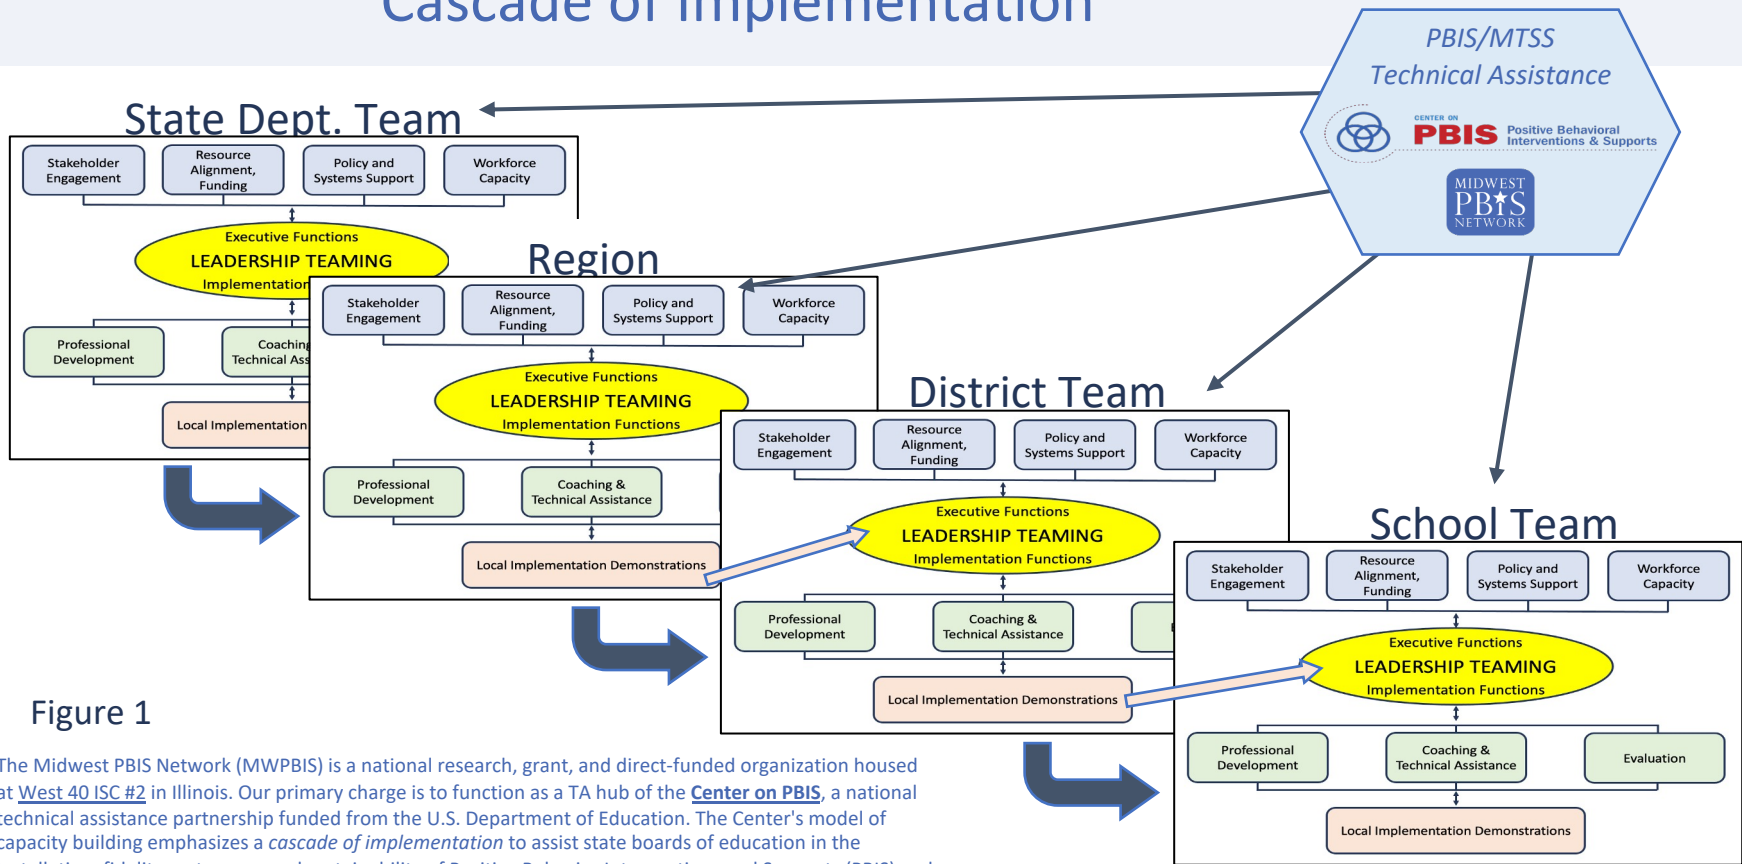 Cascade of Implementation
PBIS/MTSS
Technical Assistance
CENTER ON
PBIS Positive Behavioral
Interventions & Supports
MIDWEST
PBIS
NETWORK
State Dept. Team
Stakeholder
Engagement
Resource
Alignment,
Funding
Policy and
Systems Support
Workforce
Capacity
Executive Functions
LEADERSHIP TEAMING
Implementation
Professional
Development
Coaching
Technical Ass
Local Implementation
Region
Stakeholder
Engagement
Resource
Alignment,
Funding
Policy and
Systems Support
Workforce
Capacity
Executive Functions
LEADERSHIP TEAMING
Implementation Functions
Professional
Development
Coaching &
Technical Assistance
Local Implementation Demonstrations
District Team
Stakeholder
Engagement
Resource
Alignment,
Funding
Policy and
Systems Support
Workforce
Capacity
Executive Functions
LEADERSHIP TEAMING
Implementation Functions
Professional
Development
Coaching &
Technical Assistance
Local Implementation Demonstrations
School Team
Stakeholder
Engagement
Resource
Alignment,
Funding
Policy and
Systems Support
Workforce
Capacity
Executive Functions
LEADERSHIP TEAMING
Implementation Functions
Professional
Development
Coaching &
Technical Assistance
Evaluation
Local Implementation Demonstrations
Figure 1
The Midwest PBIS Network (MWPBIS) is a national research, grant, and direct-funded organization housed
at West 40 ISC #2 in Illinois. Our primary charge is to function as a TA hub of the Center on PBIS, a national
technical assistance partnership funded from the U.S. Department of Education. The Center's model of
capacity building emphasizes a cascade of implementation to assist state boards of education in the